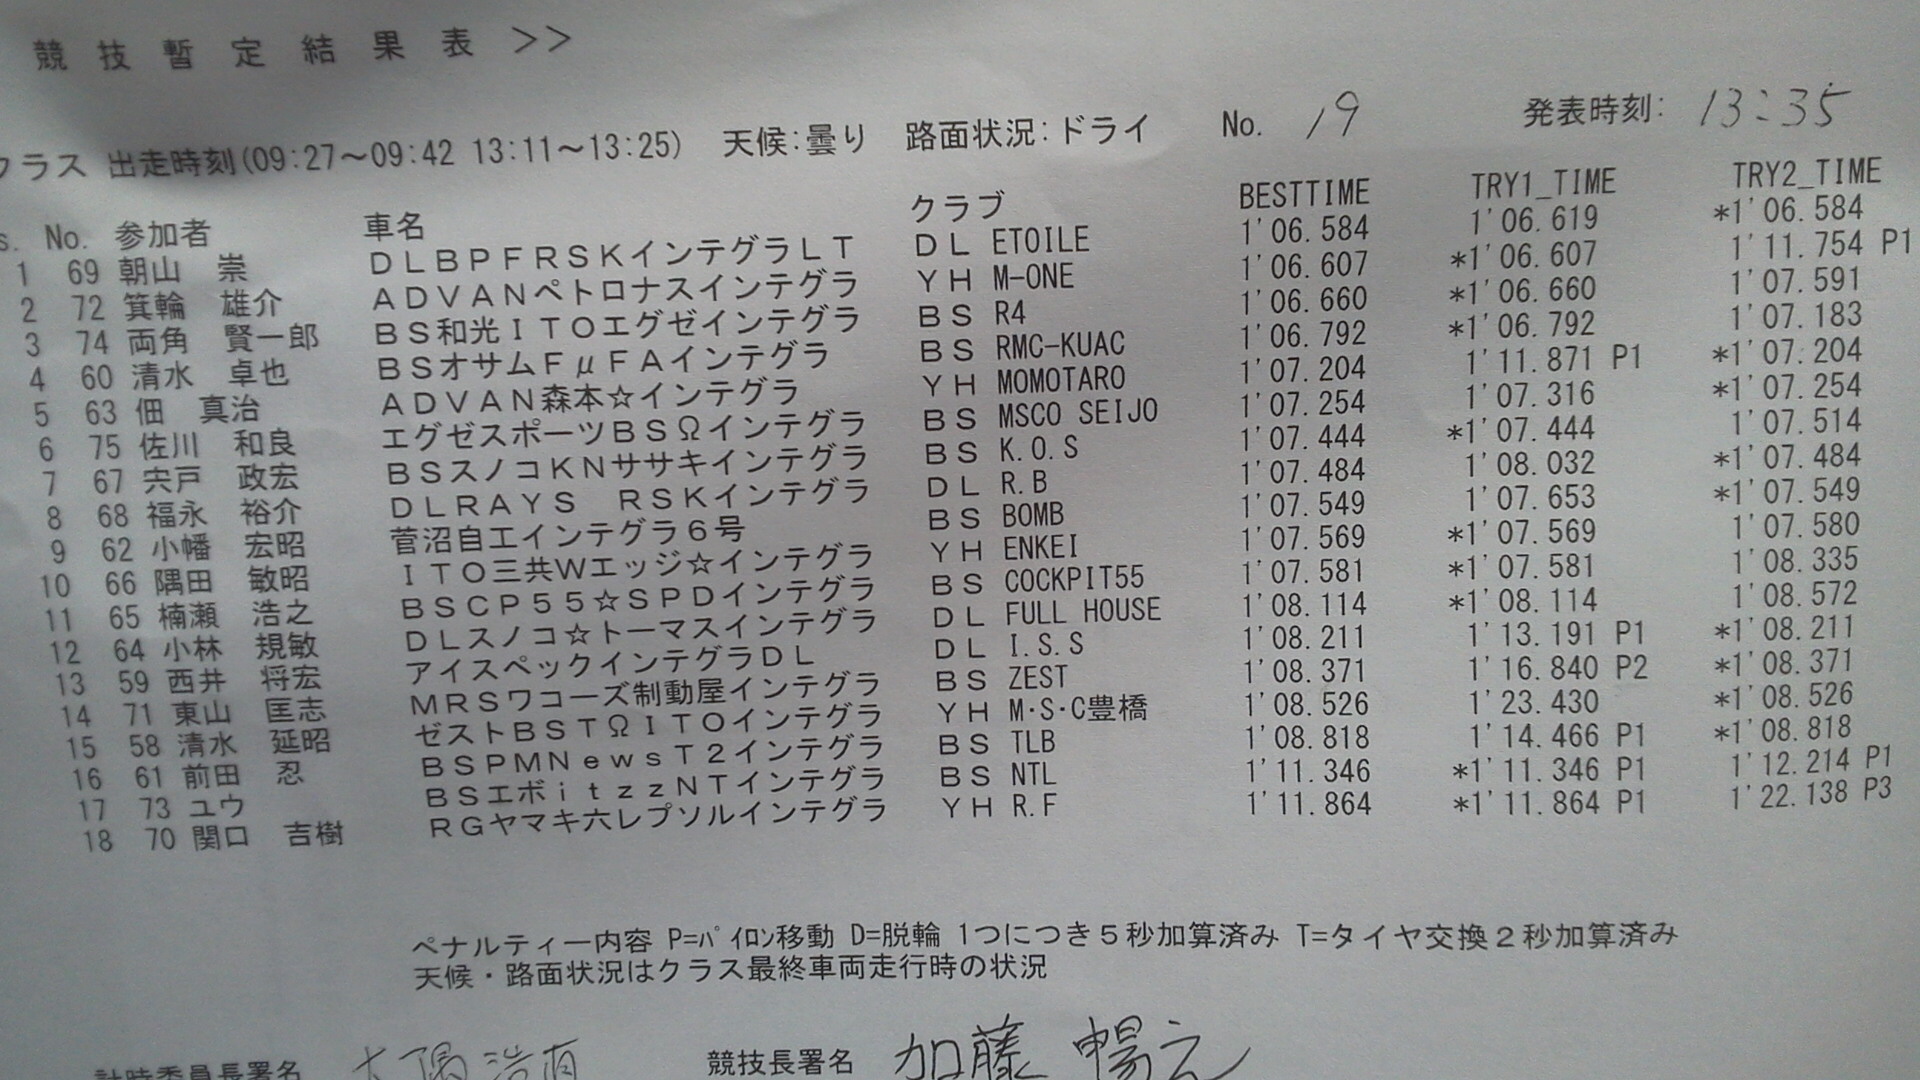 競技暫定結果表 >>
クラス 出走時刻(09:27～09:42 13:11～13:25) 天候:曇り 路面状況:ドライ No. 19 発表時刻: 13:35
s. No. 参加者 車名 クラブ BESTTIME TRY1_TIME TRY2_TIME
1 69 朝山 崇 ＤＬＢＰＦＲＳＫインテグラＬＴ ＤＬ ETOILE 1'06.584 1'06.619 *1'06.584
2 72 箕輪 雄介 ＡＤＶＡＮペトロナスインテグラ ＹＨ M-ONE 1'06.607 *1'06.607 1'11.754 P1
3 74 両角 賢一郎 ＢＳ和光ＩＴＯエグゼインテグラ ＢＳ R4 1'06.660 *1'06.660 1'07.591
4 60 清水 卓也 ＢＳオサムＦμＦＡインテグラ ＢＳ RMC-KUAC 1'06.792 *1'06.792 1'07.183
5 63 佃 真治 ＡＤＶＡＮ森本☆インテグラ ＹＨ MOMOTARO 1'07.204 1'11.871 P1 *1'07.204
6 75 佐川 和良 エグゼスポーツＢＳΩインテグラ ＢＳ MSCO SEIJO 1'07.254 1'07.316 *1'07.254
7 67 宍戸 政宏 ＢＳスノコＫＮササキインテグラ ＢＳ K.O.S 1'07.444 *1'07.444 1'07.514
8 68 福永 裕介 ＤＬＲＡＹＳ ＲＳＫインテグラ ＤＬ R.B 1'07.484 1'08.032 *1'07.484
9 62 小幡 宏昭 菅沼自工インテグラ６号 ＢＳ BOMB 1'07.549 1'07.653 *1'07.549
10 66 隅田 敏昭 ＩＴＯ三共Ｗエッジ☆インテグラ ＹＨ ENKEI 1'07.569 *1'07.569 1'07.580
11 65 楠瀬 浩之 ＢＳＣＰ５５☆ＳＰＤインテグラ ＢＳ COCKPIT55 1'07.581 *1'07.581 1'08.335
12 64 小林 規敏 ＤＬスノコ☆トーマスインテグラ ＤＬ FULL HOUSE 1'08.114 *1'08.114 1'08.572
13 59 西井 将宏 アイスペックインテグラＤＬ ＤＬ I.S.S 1'08.211 1'13.191 P1 *1'08.211
14 71 東山 匡志 ＭＲＳワコーズ制動屋インテグラ ＢＳ ZEST 1'08.371 1'16.840 P2 *1'08.371
15 58 清水 延昭 ゼストＢＳＴΩＩＴＯインテグラ ＹＨ M・S・C豊橋 1'08.526 1'23.430 *1'08.526
16 61 前田 忍 ＢＳＰＭＮｅｗｓＴ２インテグラ ＢＳ TLB 1'08.818 1'14.466 P1 *1'08.818
17 73 ユウ ＢＳエボｉｔｚｚＮＴインテグラ ＢＳ NTL 1'11.346 *1'11.346 P1 1'12.214 P1
18 70 関口 吉樹 ＲＧヤマキ六レプソルインテグラ ＹＨ R.F 1'11.864 *1'11.864 P1 1'22.138 P3
ペナルティー内容 P=ﾊﾟｲﾛﾝ移動 D=脱輪 1つにつき５秒加算済み T=タイヤ交換２秒加算済み
天候・路面状況はクラス最終車両走行時の状況
計時委員長署名 競技長署名 加藤 暢之